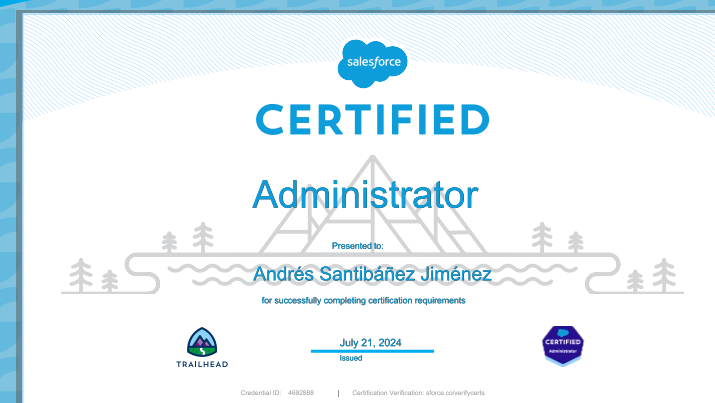 salesforce
CERTIFIED
Administrator
Presented to:
Andrés Santibáñez Jiménez
for successfully completing certification requirements
July 21, 2024
Issued
TRAILHEAD
CERTIFIED
Administrator
Credential ID: 4692888 | Certification Verification: sforce.co/verifycerts